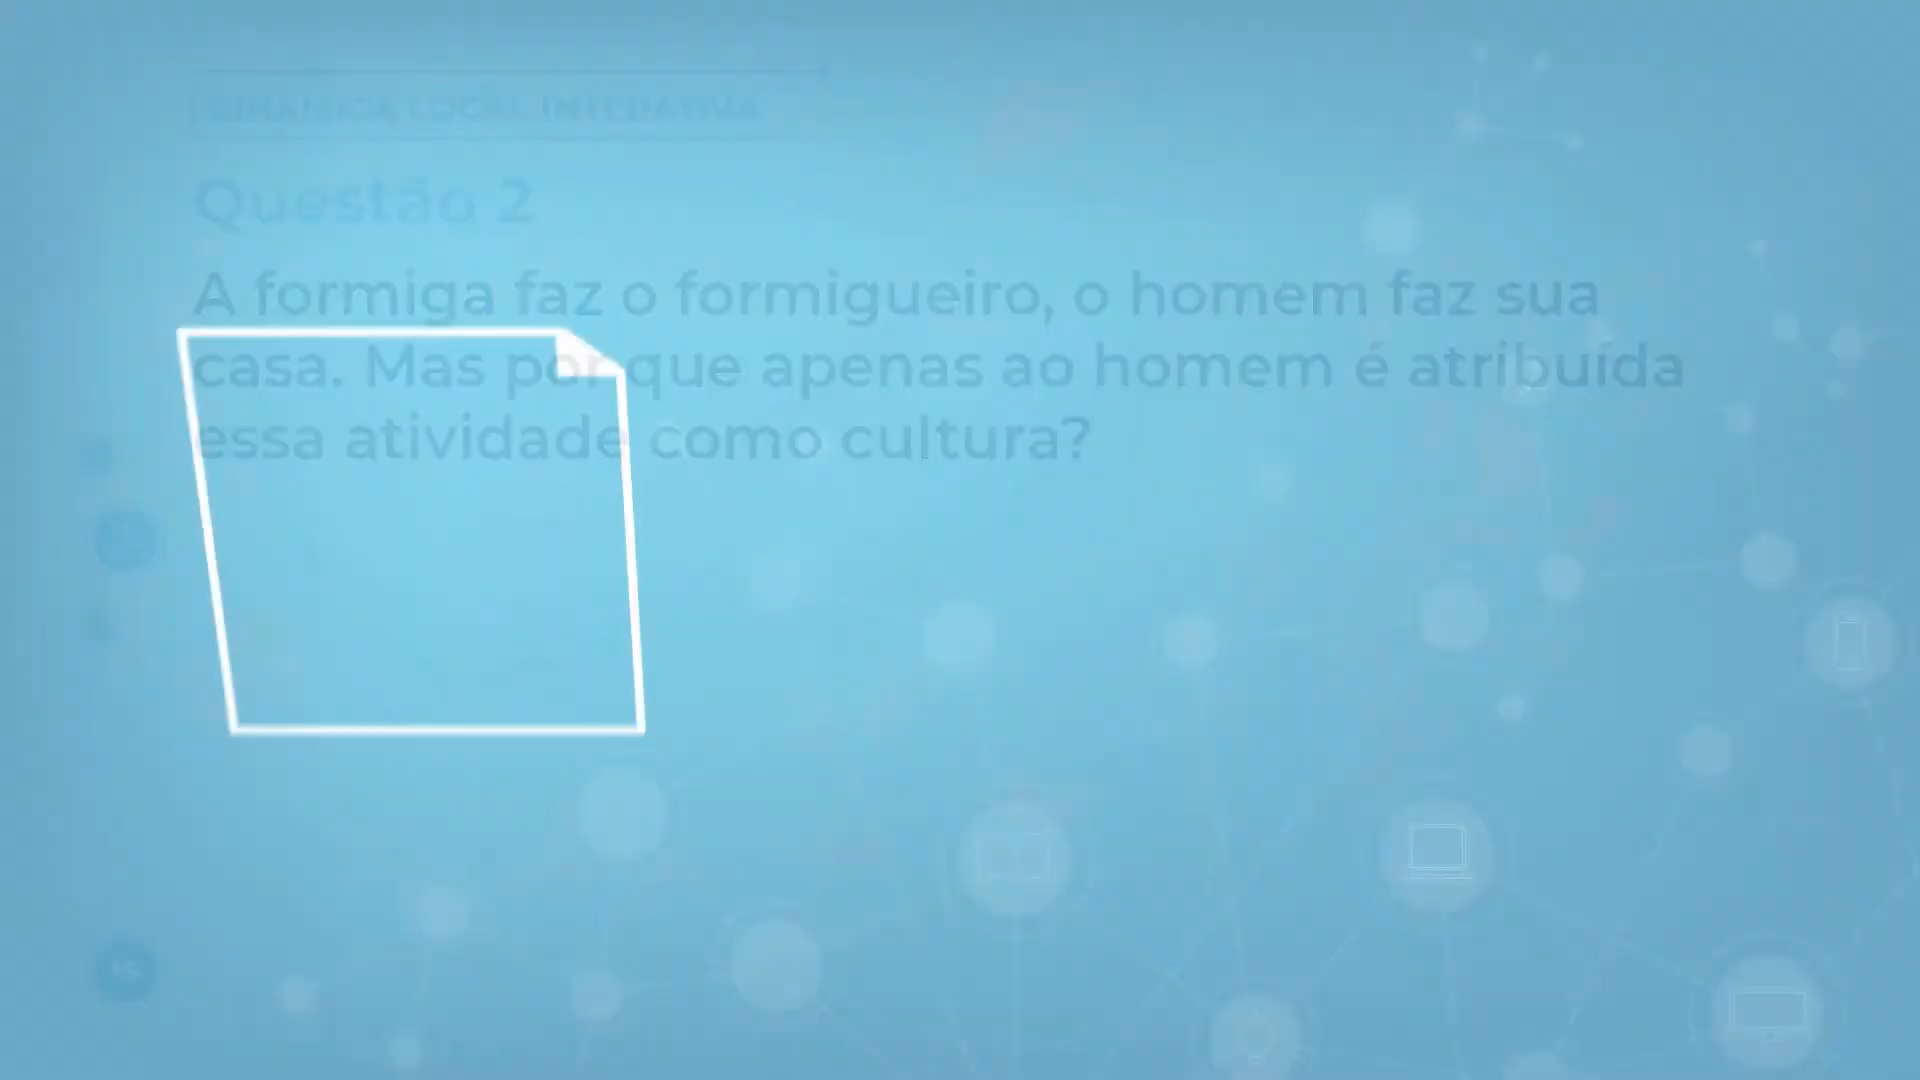 DINÂMICA LOCAL INTERATIVA
Questão 2
A formiga faz o formigueiro, o homem faz sua
casa. Mas por que apenas ao homem é atribuída
essa atividade como cultura?